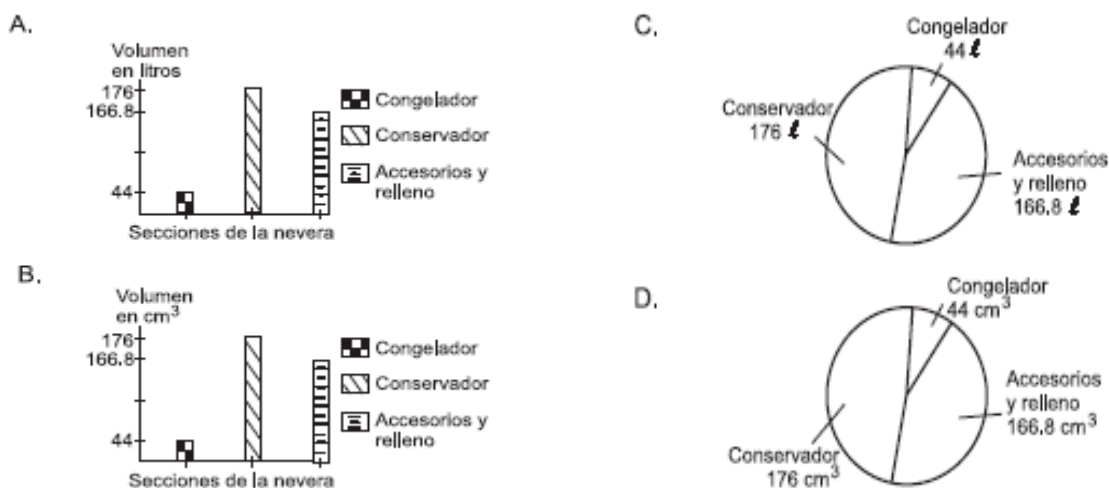 A.
Volumen
en litros
176
166.8
44
Congelador
Conservador
Accesorios y
relleno
Secciones de la nevera
B.
Volumen
en cm³
176
166.8
44
Congelador
Conservador
Accesorios y
relleno
Secciones de la nevera
C.
Congelador
44 ℓ
Conservador
176 ℓ
Accesorios
y relleno
166.8 ℓ
D.
Congelador
44 cm³
Accesorios
y relleno
166.8 cm³
Conservador
176 cm³